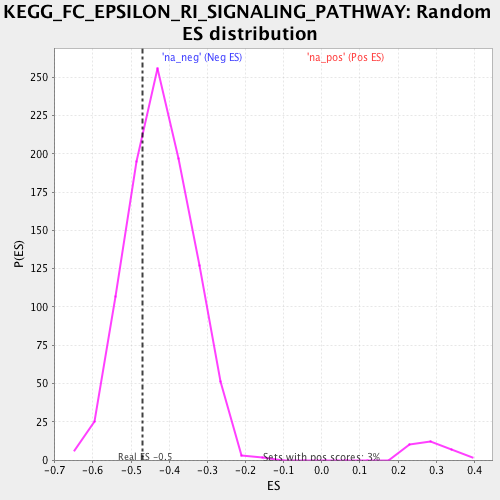 KEGG_FC_EPSILON_RI_SIGNALING_PATHWAY: Random
ES distribution
'na_neg' (Neg ES)
'na_pos' (Pos ES)
P(ES)
250
225
200
175
150
125
100
75
50
25
0
Real ES -0.5
Sets with pos scores: 3%
-0.7
-0.6
-0.5
-0.4
-0.3
-0.2
-0.1
0.0
0.1
0.2
0.3
0.4
ES